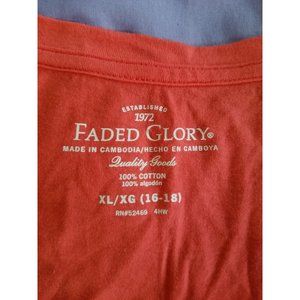 ESTABLISHED
1972
FADED GLORY®
MADE IN CAMBODIA/HECHO EN CAMBOYA
Quality Goods
100% COTTON
100% algodón
XL/XG (16-18)
RN#52469 4HW